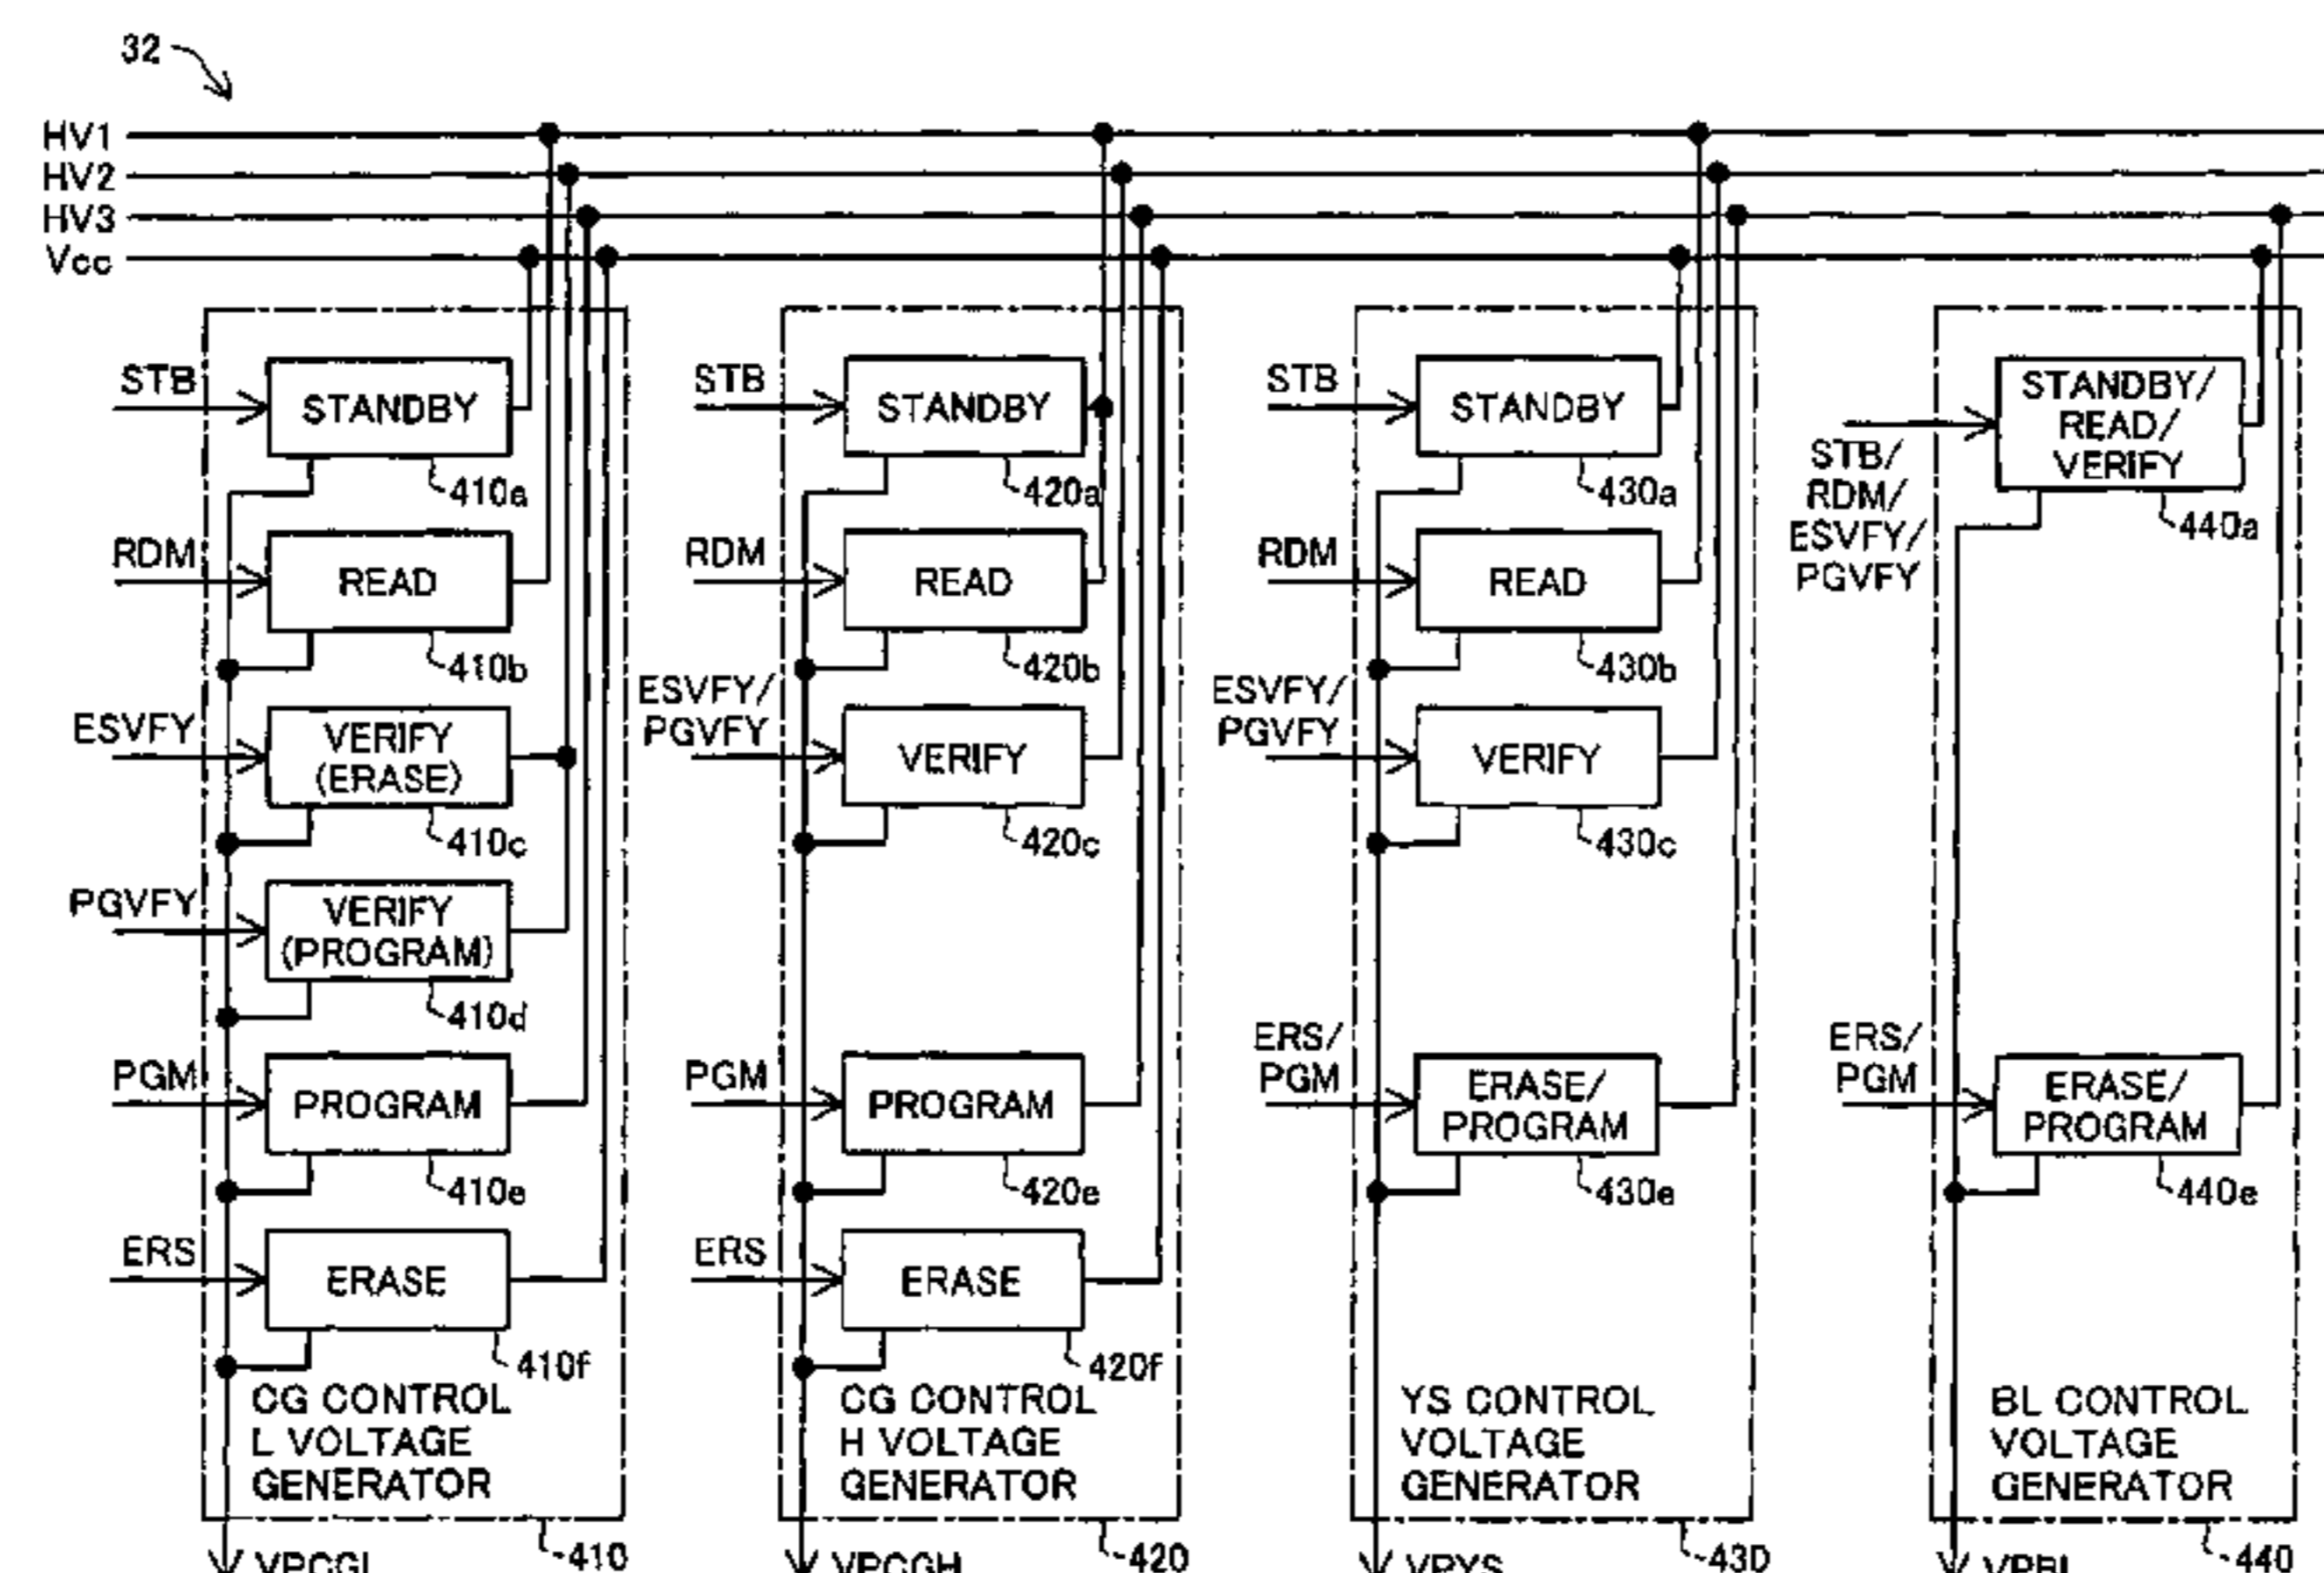 32
HV1
HV2
HV3
Vcc
STB
STANDBY
410a
RDM
READ
410b
ESVFY
VERIFY
(ERASE)
410c
PGVFY
VERIFY
(PROGRAM)
410d
PGM
PROGRAM
410e
ERS
ERASE
410f
CG CONTROL
L VOLTAGE
GENERATOR
410
VPCGL
STB
STANDBY
420a
RDM
READ
420b
ESVFY/
PGVFY
VERIFY
420c
PGM
PROGRAM
420e
ERS
ERASE
420f
CG CONTROL
H VOLTAGE
GENERATOR
420
VPCGH
STB
STANDBY
430a
RDM
READ
430b
ESVFY/
PGVFY
VERIFY
430c
ERS/
PGM
ERASE/
PROGRAM
430e
YS CONTROL
VOLTAGE
GENERATOR
430
VPYS
STB/
RDM/
ESVFY/
PGVFY
STANDBY/
READ/
VERIFY
440a
ERS/
PGM
ERASE/
PROGRAM
440e
BL CONTROL
VOLTAGE
GENERATOR
440
VPBL